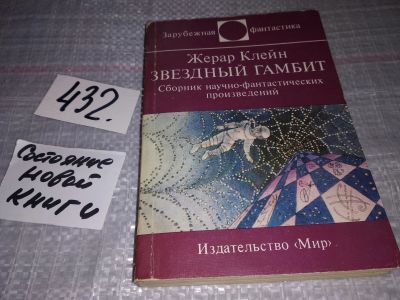 Зарубежная фантастика
Жерар Клейн
ЗВЕЗДНЫЙ ГАМБИТ
Сборник научно-фантастических
произведений
Издательство ‹Мир›
432.
Состояние
новой
книги